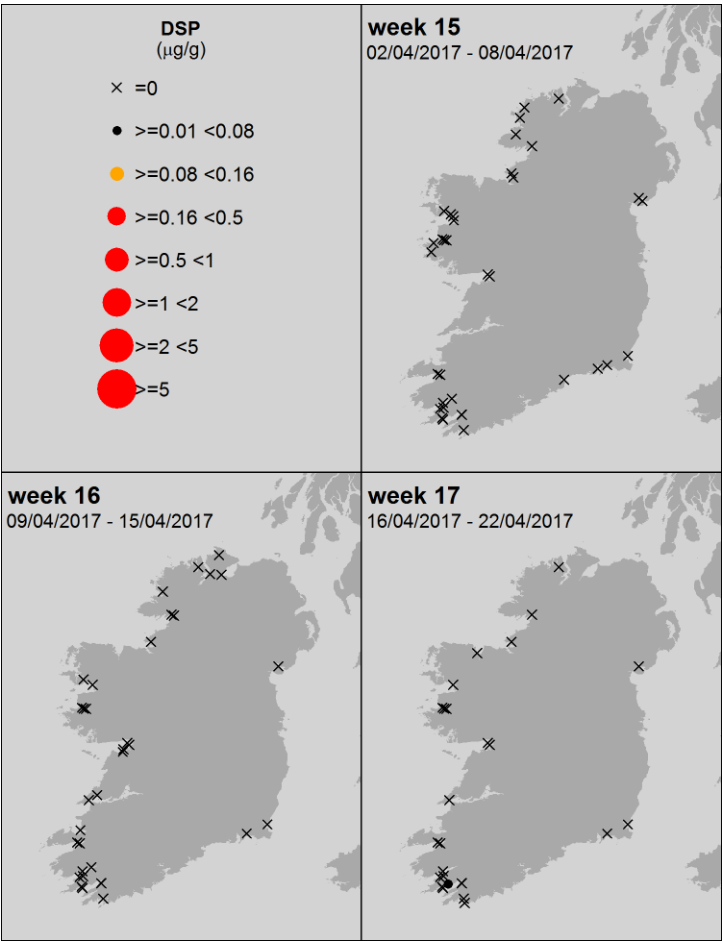 DSP
(μg/g)
=0
>=0.01 <0.08
>=0.08 <0.16
>=0.16 <0.5
>=0.5 <1
>=1 <2
>=2 <5
>=5
week 15
02/04/2017 - 08/04/2017
week 16
09/04/2017 - 15/04/2017
week 17
16/04/2017 - 22/04/2017